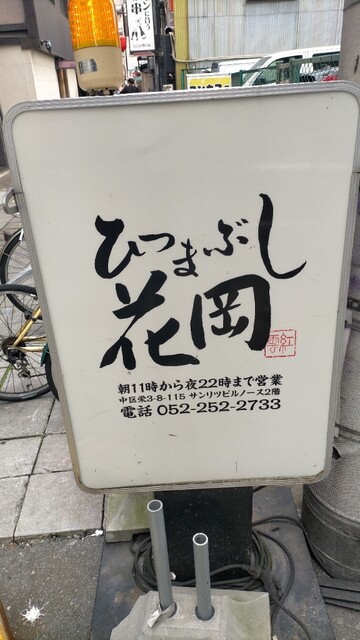 ひつまぶし
花岡
朝11時から夜22時まで営業
中区栄3-8-115 サンリツビルノース2階
電話 052-252-2733